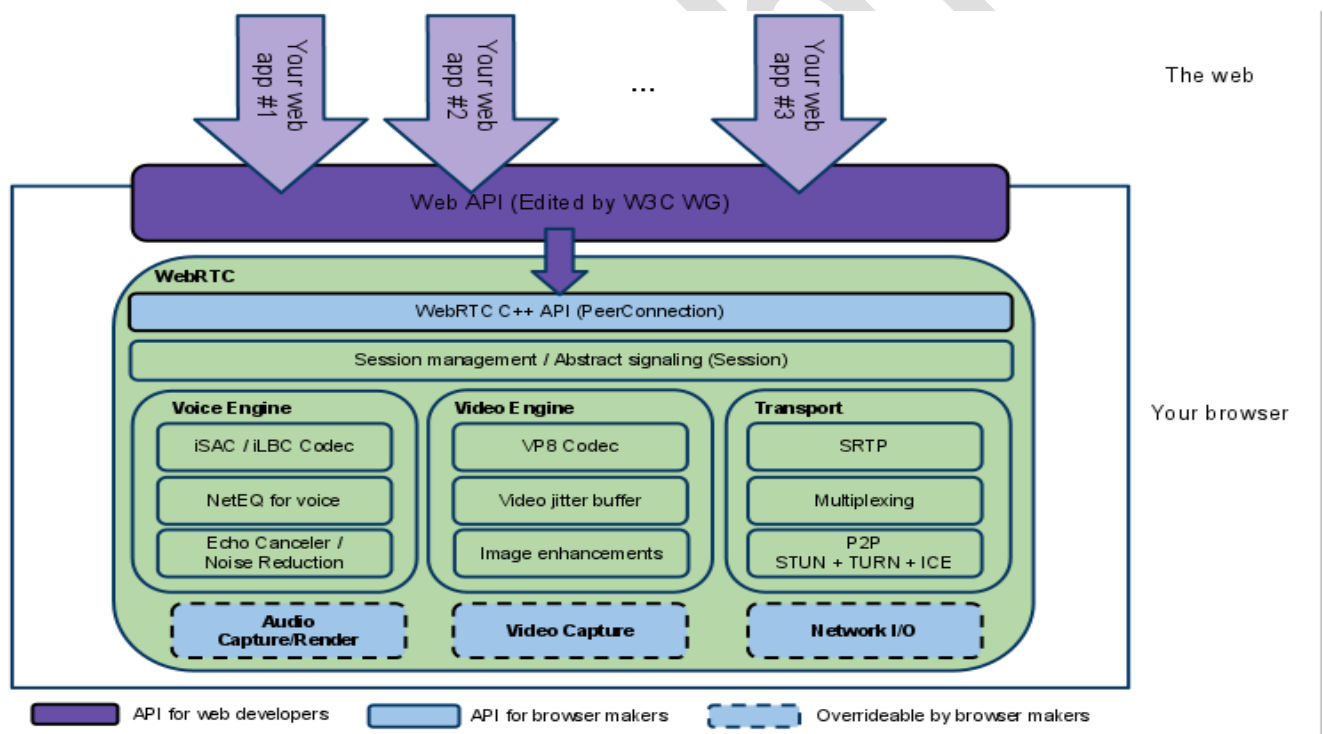 Your web
app #1
Your web
app #2
...
Your web
app #3
The web
Web API (Edited by W3C WG)
WebRTC
WebRTC C++ API (PeerConnection)
Session management / Abstract signaling (Session)
Your browser
Voice Engine
iSAC / iLBC Codec
NetEQ for voice
Echo Canceler /
Noise Reduction
Video Engine
VP8 Codec
Video jitter buffer
Image enhancements
Transport
SRTP
Multiplexing
P2P
STUN + TURN + ICE
Audio
Capture/Render
Video Capture
Network I/O
API for web developers
API for browser makers
Overrideable by browser makers